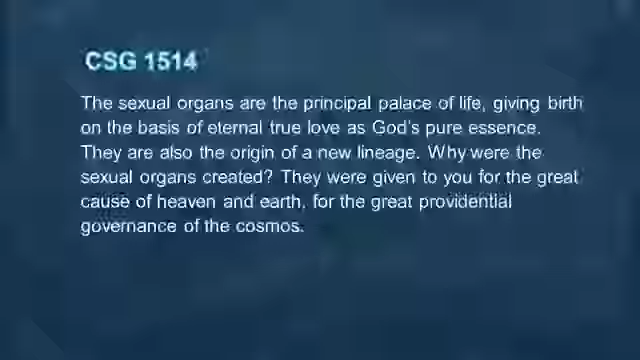 CSG 1514
The sexual organs are the principal palace of life, giving birth
on the basis of eternal true love as God's pure essence.
They are also the origin of a new lineage. Why were the
sexual organs created? They were given to you for the great
cause of heaven and earth, for the great providential
governance of the cosmos.